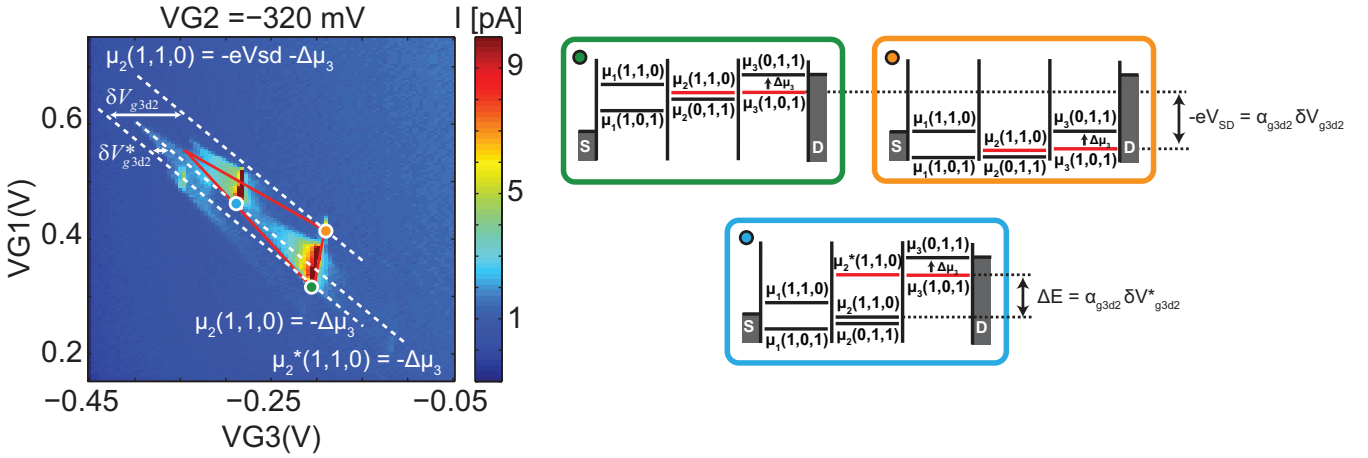 VG2 =−320 mV
I [pA]
μ2(1,1,0) = -eVsd -Δμ3
δVg3d2
δV*g3d2
μ2(1,1,0) = -Δμ3
μ2*(1,1,0) = -Δμ3
VG1(V)
0.6
0.4
0.2
−0.45
−0.25
−0.05
VG3(V)
9
5
1
μ1(1,1,0)
μ1(1,0,1)
μ2(1,1,0)
μ2(0,1,1)
μ3(0,1,1)
Δμ3
μ3(1,0,1)
S
D
μ1(1,1,0)
μ1(1,0,1)
μ2(1,1,0)
μ2(0,1,1)
μ3(0,1,1)
Δμ3
μ3(1,0,1)
S
D
-eVSD = αg3d2 δVg3d2
μ1(1,1,0)
μ1(1,0,1)
μ2*(1,1,0)
μ2(1,1,0)
μ2(0,1,1)
μ3(0,1,1)
Δμ3
μ3(1,0,1)
S
D
ΔE = αg3d2 δV*g3d2